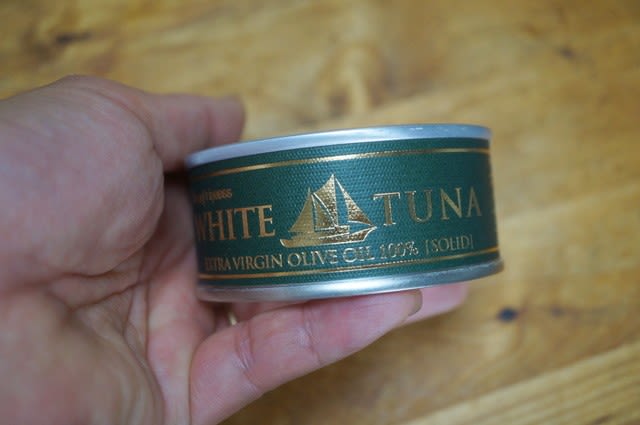 WHITE TUNA
EXTRA VIRGIN OLIVE OIL 100% [SOLID]